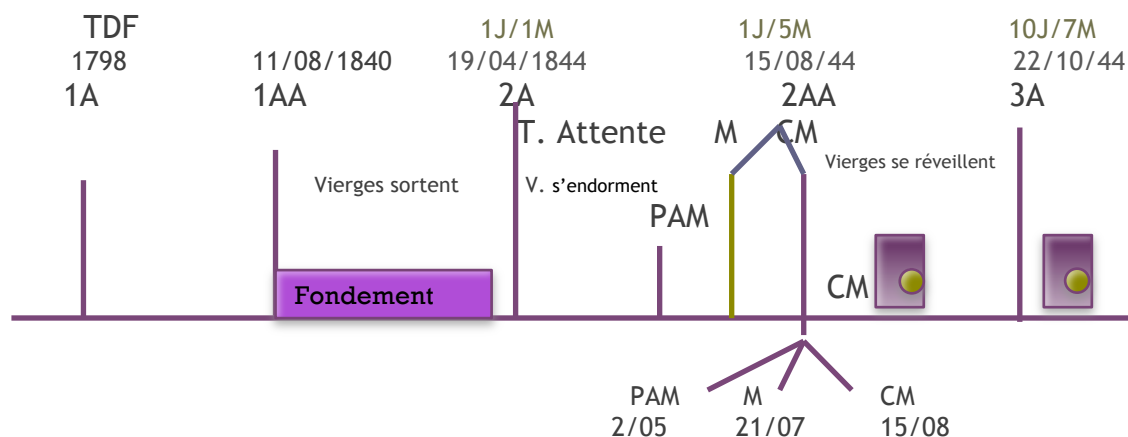 TDF
1J/1M
1J/5M
10J/7M
1798
11/08/1840
19/04/1844
15/08/44
22/10/44
1A
1AA
2A
2AA
3A
T. Attente
M
CM
Vierges se réveillent
Vierges sortent
V. s'endorment
PAM
CM
Fondement
PAM
M
CM
2/05
21/07
15/08